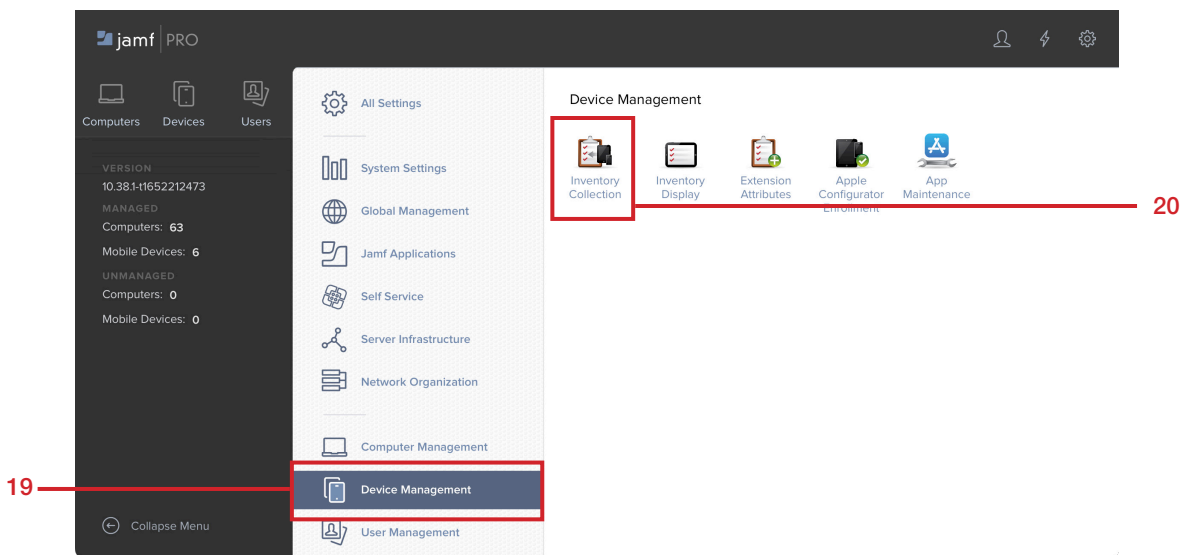 jamf PRO
Computers Devices Users
VERSION
10.38.1-t1652212473
MANAGED
Computers: 63
Mobile Devices: 6
UNMANAGED
Computers: 0
Mobile Devices: 0
Collapse Menu
All Settings
System Settings
Global Management
Jamf Applications
Self Service
Server Infrastructure
Network Organization
Computer Management
Device Management
User Management
Device Management
Inventory
Collection
Inventory
Display
Extension
Attributes
Apple
Configurator
Enrollment
App
Maintenance
19
20